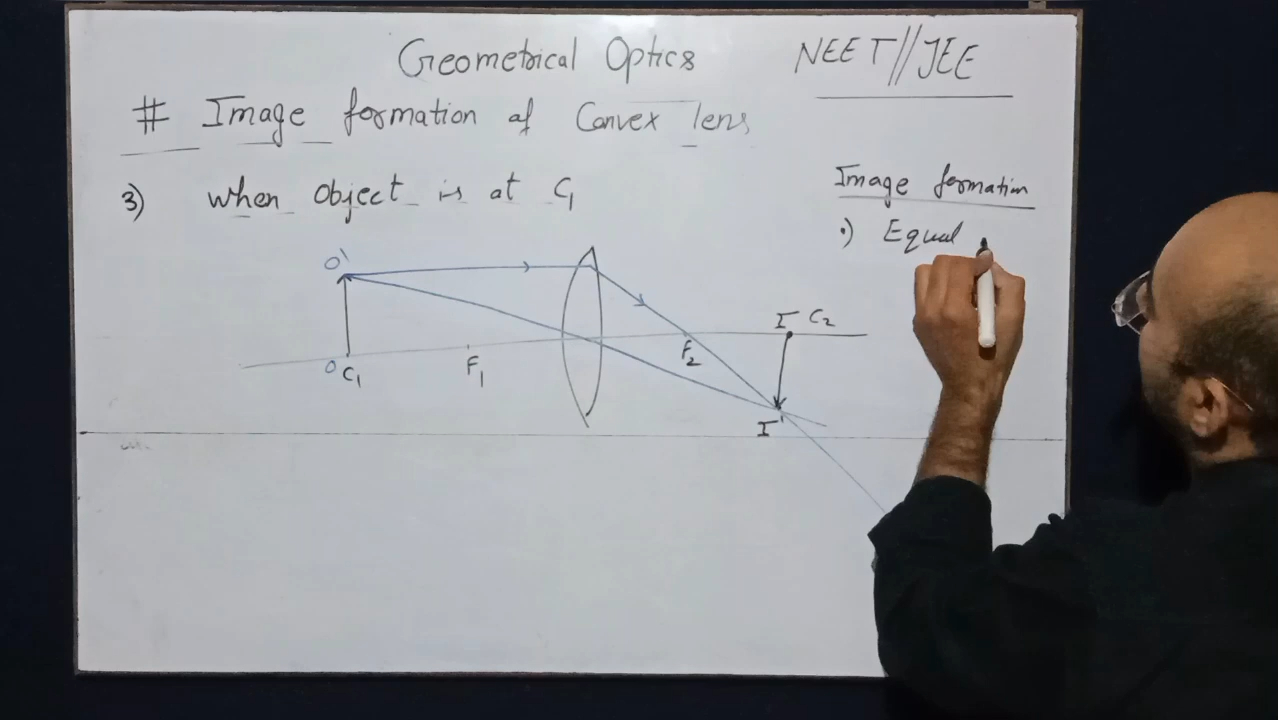 Geometrical Optics
NEET//JEE
# Image formation of Convex lens
3) When Object is at C1
Image formation
•) Equal
O'
O C1
F1
F2
I C2
I'